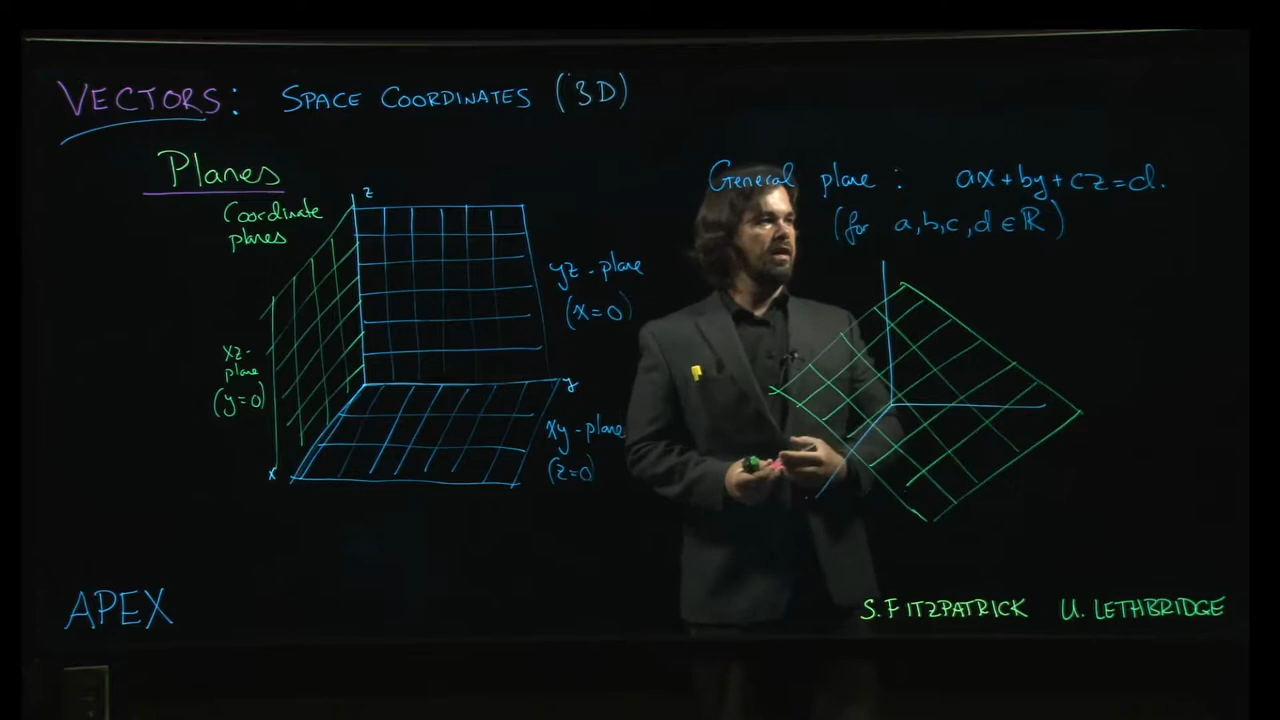 VECTORS: SPACE COORDINATES (3D)
Planes
Coordinate
planes
z
yz-plane
(x=0)
xz-
plane
(y=0)
y
xy-plane
(z=0)
x
General plane: ax+by+cz=d.
(for a,b,c,d ∈ ℝ)
APEX
S. FITZPATRICK U. LETHBRIDGE